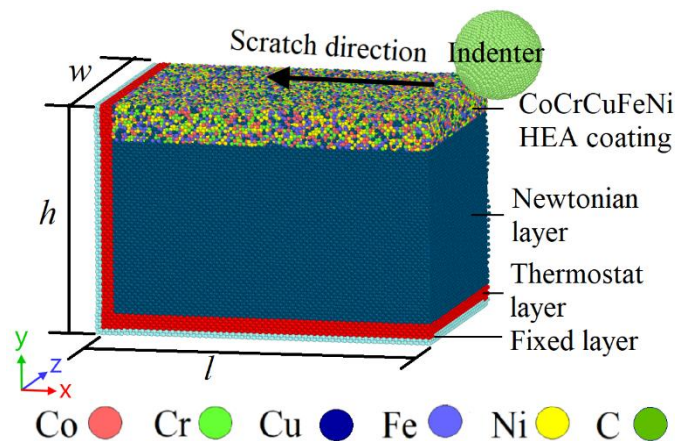 Scratch direction
Indenter
w
CoCrCuFeNi
HEA coating
h
Newtonian
layer
Thermostat
layer
Fixed layer
y
z
x
l
Co Cr Cu Fe Ni C